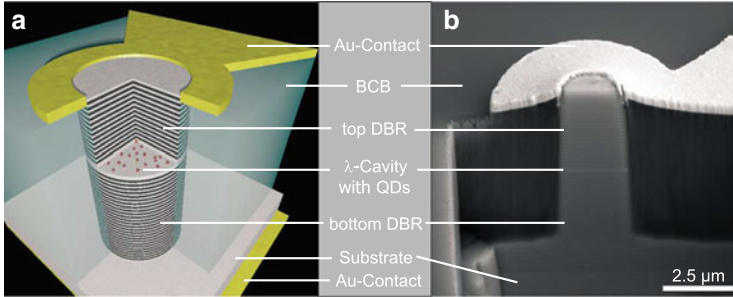 a
b
Au-Contact
BCB
top DBR
λ-Cavity
with QDs
bottom DBR
Substrate
Au-Contact
2.5 µm